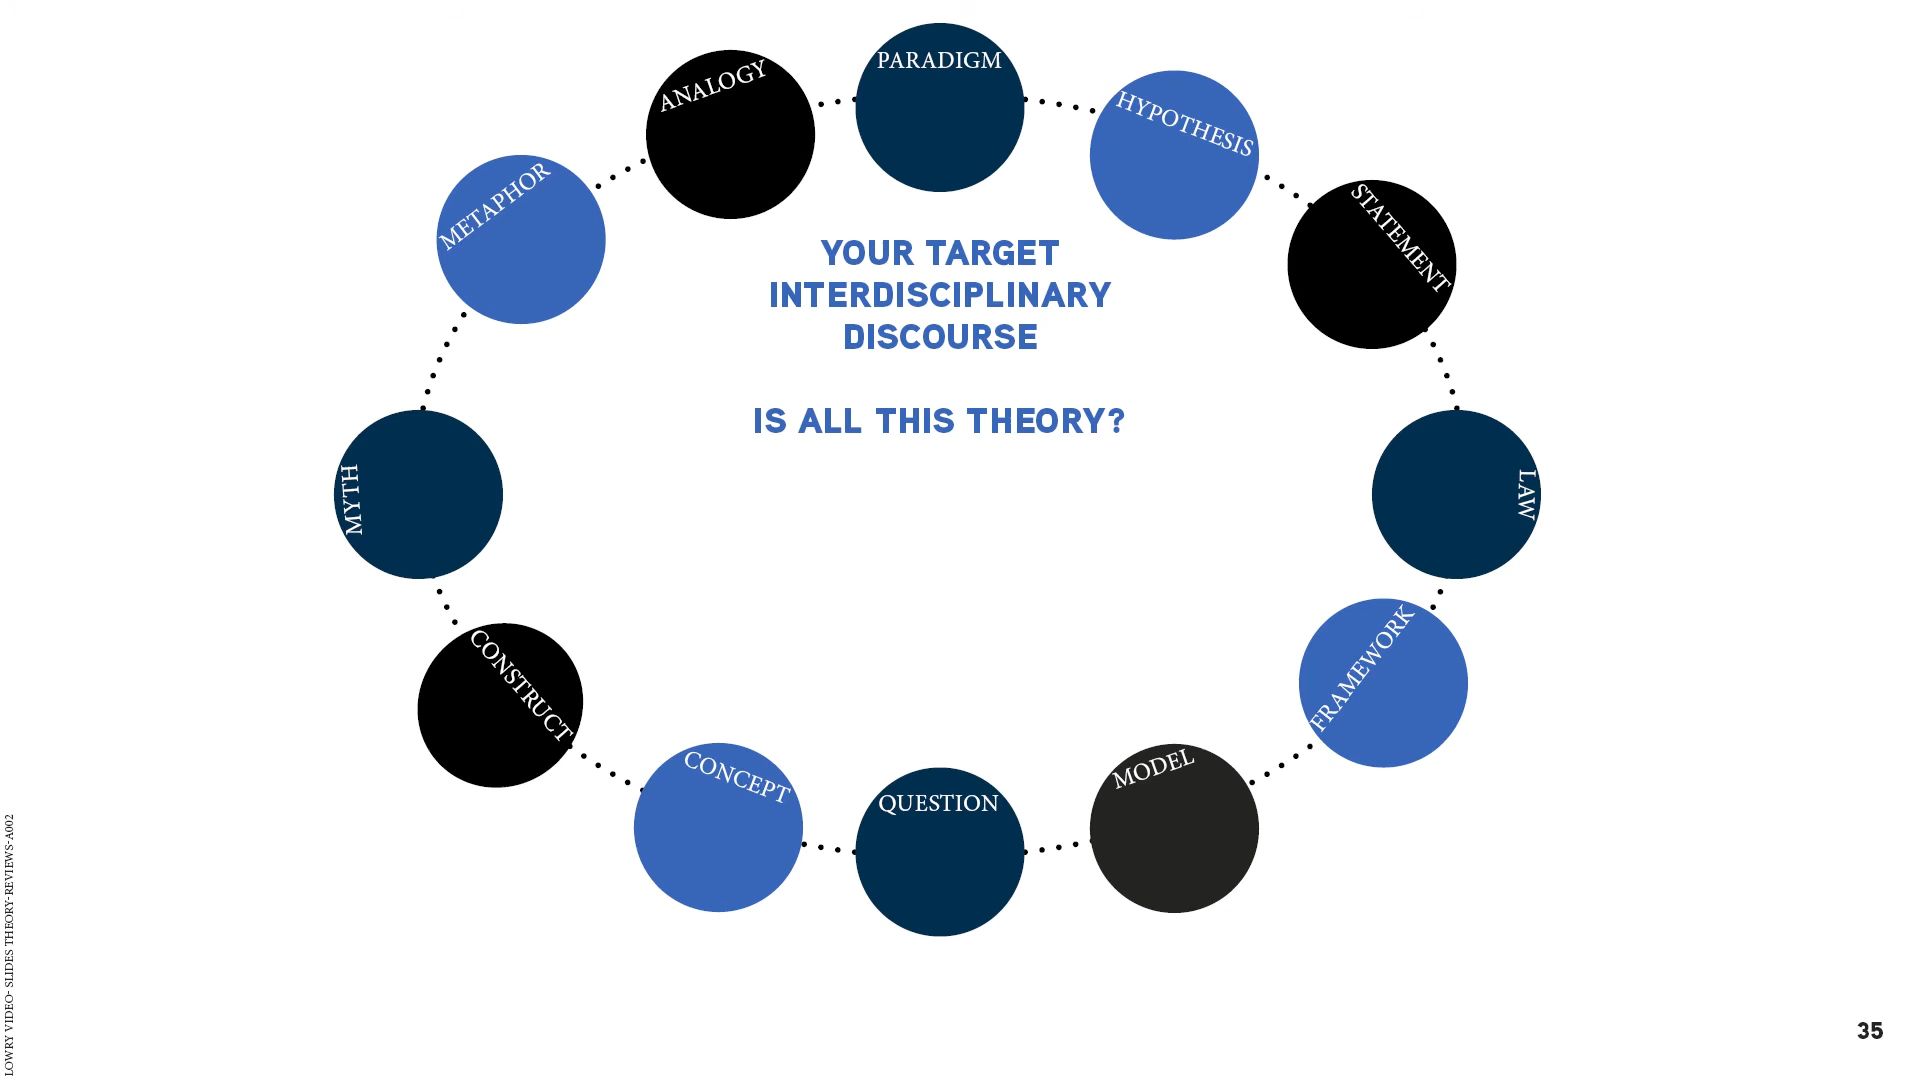 PARADIGM
ANALOGY
HYPOTHESIS
METAPHOR
STATEMENT
YOUR TARGET
INTERDISCIPLINARY
DISCOURSE
IS ALL THIS THEORY?
MYTH
LAW
CONSTRUCT
FRAMEWORK
CONCEPT
QUESTION
MODEL
LOWRY VIDEO- SLIDES THEORY-REVIEWS-A002
35